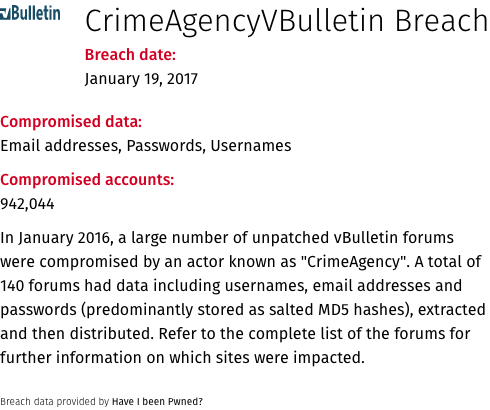 vBulletin
CrimeAgencyVBulletin Breach
Breach date:
January 19, 2017
Compromised data:
Email addresses, Passwords, Usernames
Compromised accounts:
942,044
In January 2016, a large number of unpatched vBulletin forums
were compromised by an actor known as "CrimeAgency". A total of
140 forums had data including usernames, email addresses and
passwords (predominantly stored as salted MD5 hashes), extracted
and then distributed. Refer to the complete list of the forums for
further information on which sites were impacted.
Breach data provided by Have I been Pwned?